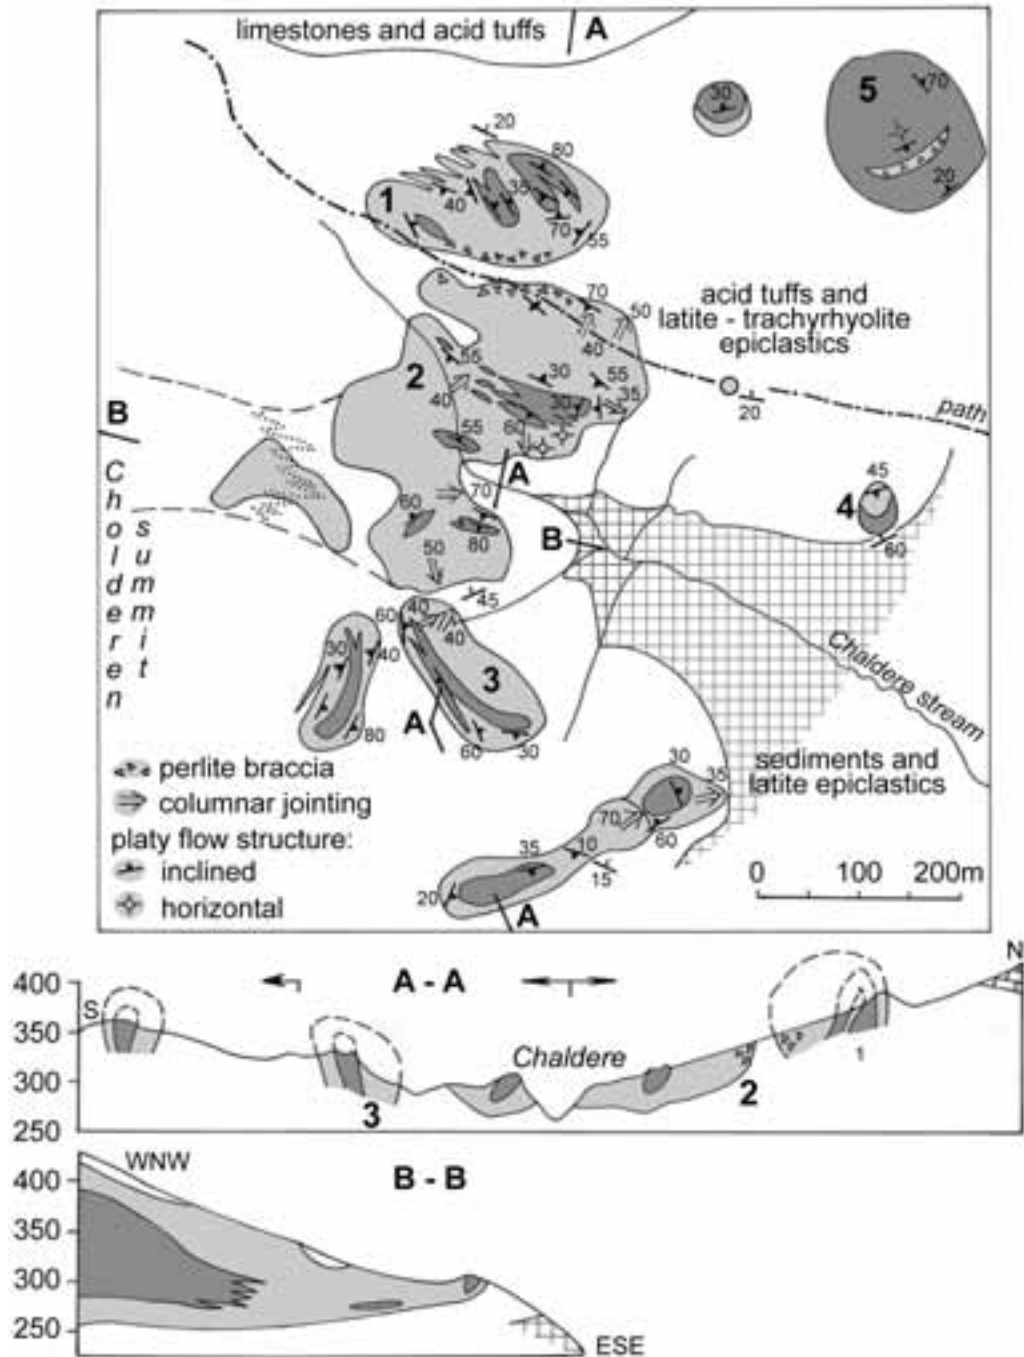 limestones and acid tuffs
A
30
5
70
20
20
80
1
40
35
70
55
70
50
acid tuffs and
latite - trachyrhyolite
epiclastics
40
2
55
30
55
40
30
35
20
path
B
55
60
A
70
45
4
60
60
80
B
50
45
Choldere n
summit
40
60
40
30
40
3
Chaldere stream
A
80
60
30
perlite braccia
columnar jointing
platy flow structure:
inclined
horizontal
sediments and
latite epiclastics
30
35
70
60
35
10
15
20
A
0 100 200m
400
350
300
250
S
A - A
N
Chaldere
3
2
1
400
350
300
250
WNW
B - B
ESE